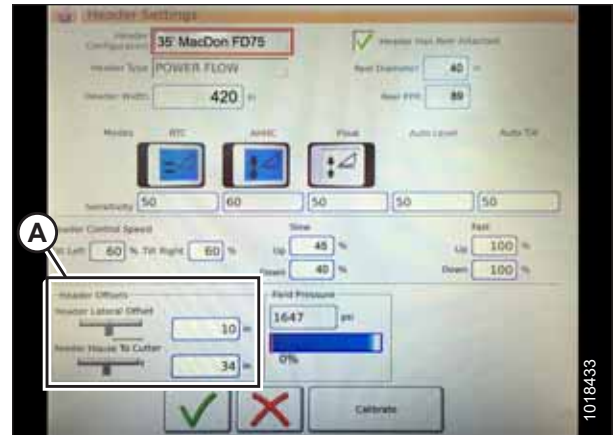 Header Settings
Header Configuration 35' MacDon FD75 Header Has Reel Attached
Header Type POWER FLOW Reel Diameter 40 in
Header Width 420 in Reel PPR 89
Modes RTC AHHC Float Auto Level Auto Tilt
Sensitivity 50 60 50 50 50
Header Control Speed Slow Fast
Tilt Left 60 % Tilt Right 60 % Up 45 % Up 100 %
Down 40 % Down 100 %
A
Header Offsets Field Pressure
Header Lateral Offset
10 in 1647 psi
Feeder House To Cutter
34 in 0%
Calibrate
1018433